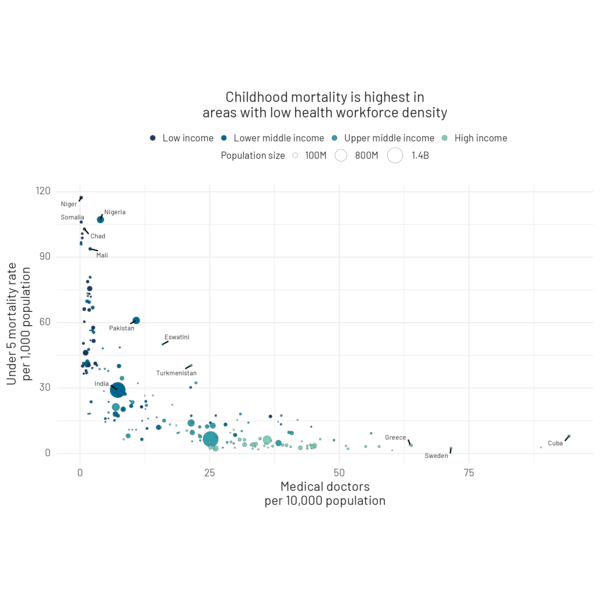 Childhood mortality is highest in
areas with low health workforce density
Low income Lower middle income Upper middle income High income
Population size 100M 800M 1.4B
Under 5 mortality rate
per 1,000 population
120
90
60
30
0
Niger
Nigeria
Somalia
Chad
Mali
Pakistan
Eswatini
Turkmenistan
India
Greece
Sweden
Cuba
0 25 50 75
Medical doctors
per 10,000 population